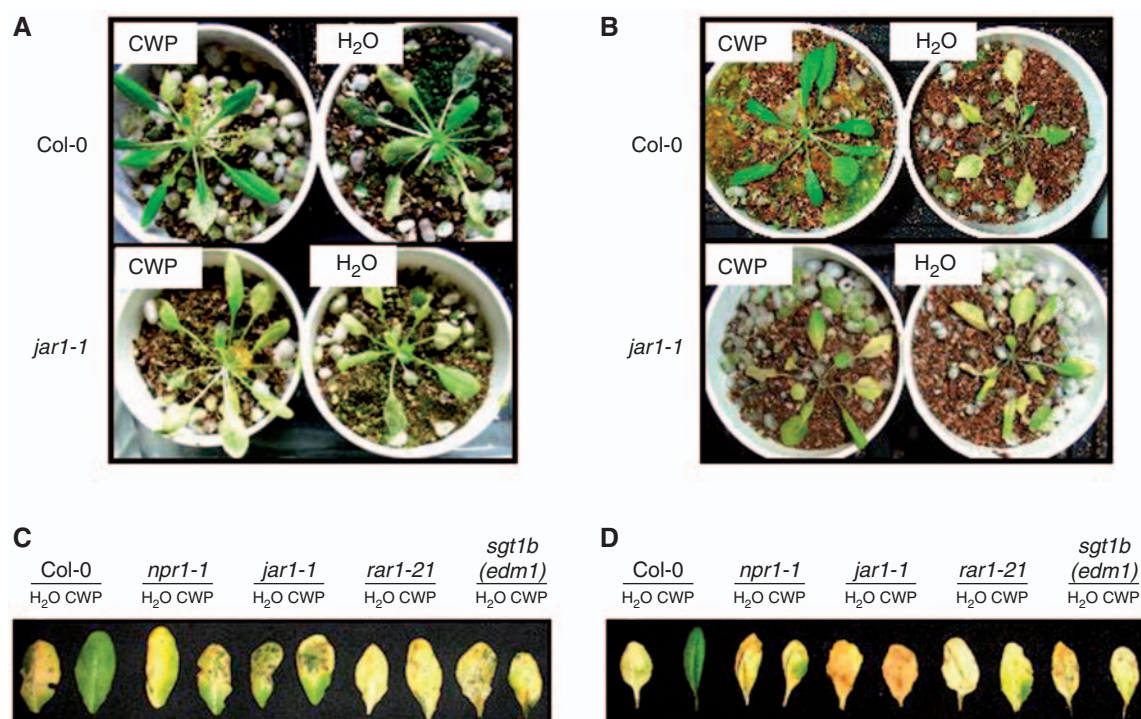 A
B
CWP H2O
CWP H2O
Col-0
Col-0
CWP H2O
CWP H2O
jar1-1
jar1-1
C
D
Col-0 npr1-1 jar1-1 rar1-21 sgt1b (edm1)
H2O CWP H2O CWP H2O CWP H2O CWP H2O CWP
Col-0 npr1-1 jar1-1 rar1-21 sgt1b (edm1)
H2O CWP H2O CWP H2O CWP H2O CWP H2O CWP